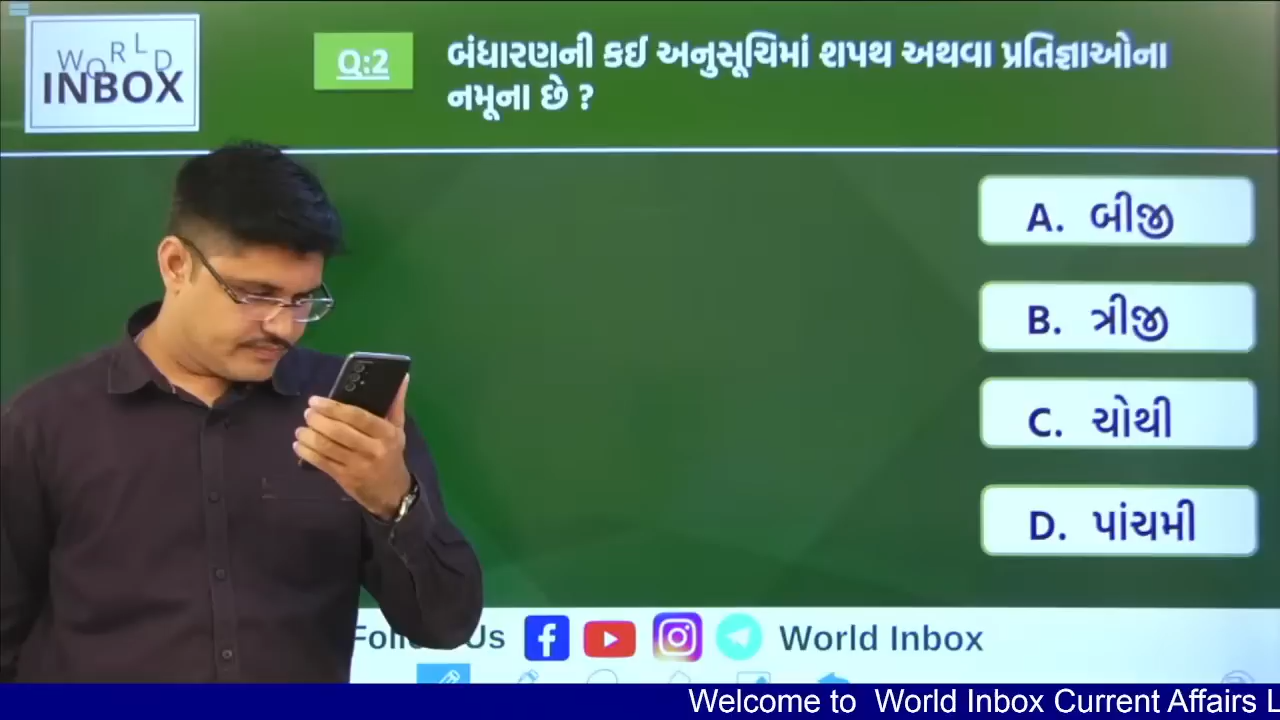 WORLD
INBOX
Q:2
બંધારણની કઈ અનુસૂચિમાં શપથ અથવા પ્રતિજ્ઞાઓના
નમૂના છે ?
A. બીજી
B. ત્રીજી
C. ચોથી
D. પાંચમી
Us
World Inbox
Welcome to World Inbox Current Affairs L